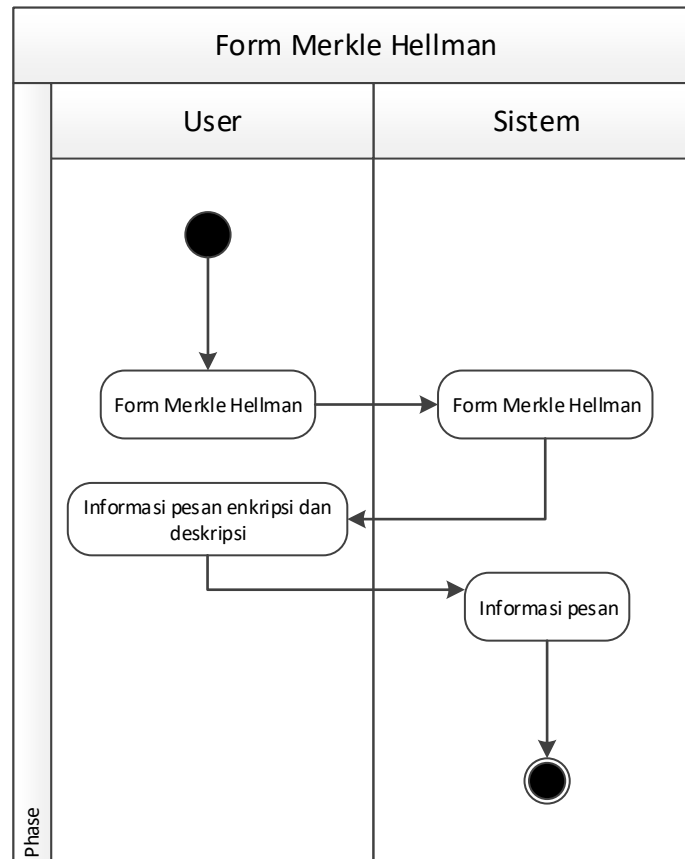 Form Merkle Hellman
User
Sistem
Form Merkle Hellman
Form Merkle Hellman
Informasi pesan enkripsi dan
deskripsi
Informasi pesan
Phase